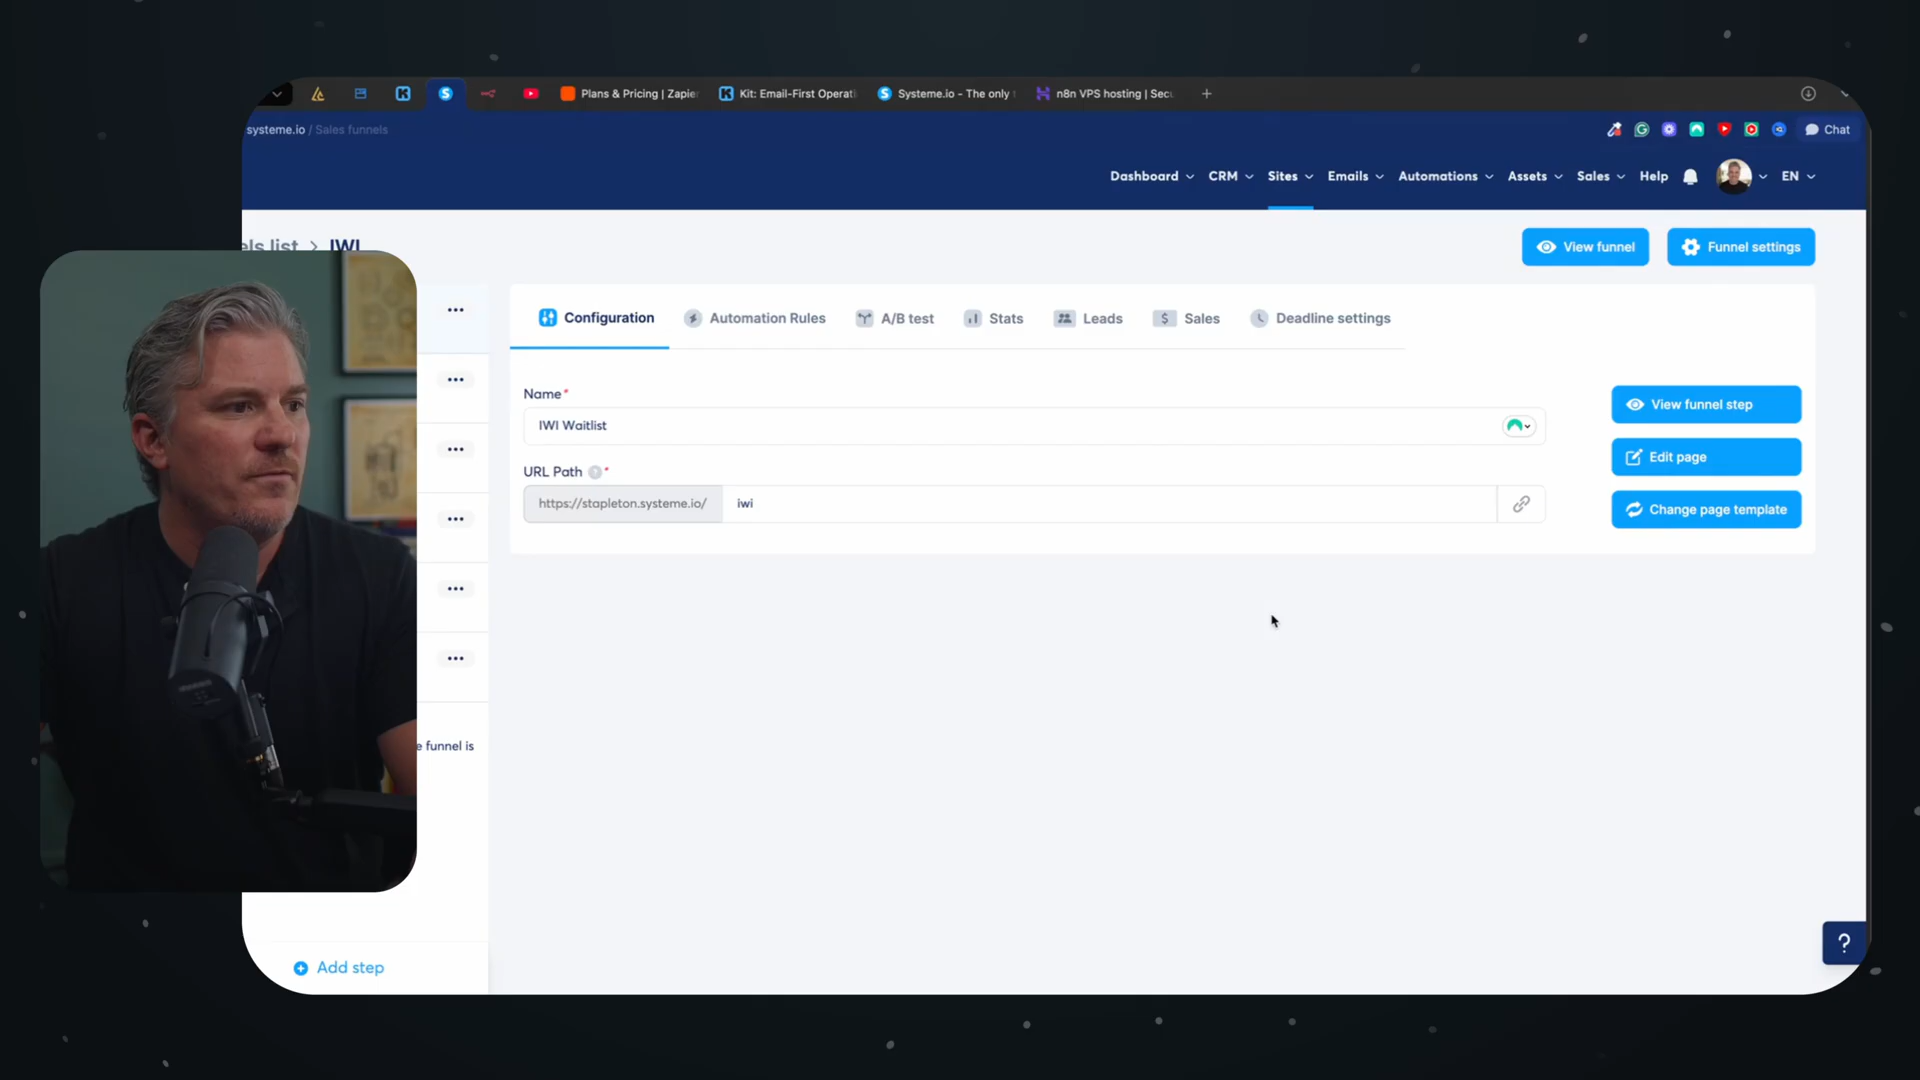 Plans & Pricing | Zapier
Kit: Email-First Operati
Systeme.io - The only
n8n VPS hosting | Secu
systeme.io / Sales funnels
Chat
Dashboard
CRM
Sites
Emails
Automations
Assets
Sales
Help
EN
els list > IWI
View funnel
Funnel settings
Configuration
Automation Rules
A/B test
Stats
Leads
Sales
Deadline settings
Name*
IWI Waitlist
URL Path ? *
https://stapleton.systeme.io/
iwi
View funnel step
Edit page
Change page template
e funnel is
Add step
?